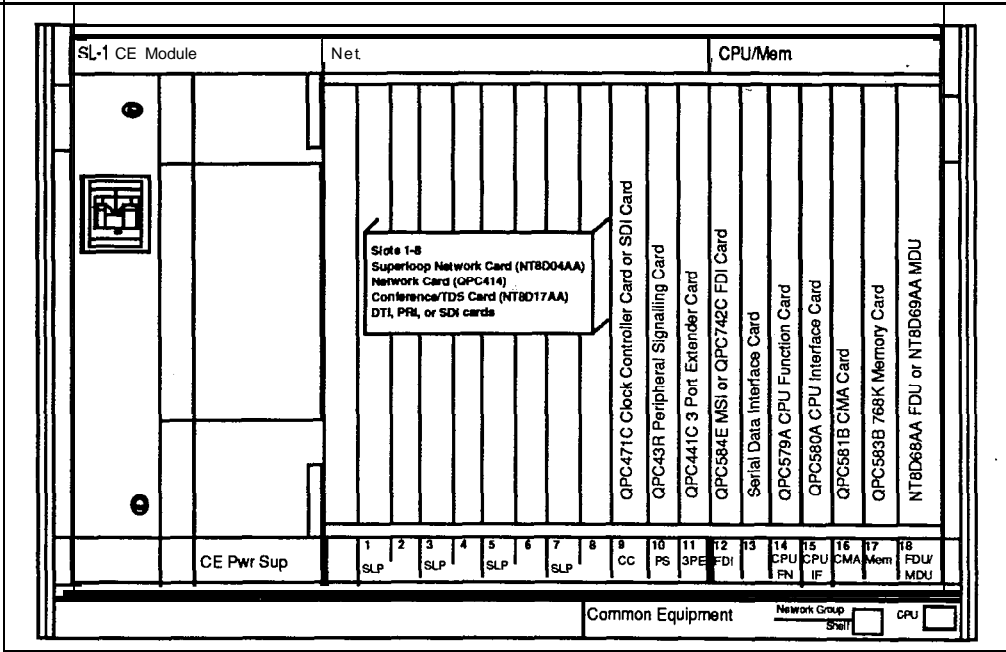 SL-1 CE Module
Net
CPU/Mem
Slots 1-8
Superloop Network Card (NT8D04AA)
Network Card (QPC414)
Conference/TDS Card (NT8D17AA)
DTI, PRI, or SDI cards
QPC471C Clock Controller Card or SDI Card
QPC43R Peripheral Signalling Card
QPC441C 3 Port Extender Card
QPC584E MSI or QPC742C FDI Card
Serial Data Interface Card
QPC579A CPU Function Card
QPC580A CPU Interface Card
QPC581B CMA Card
QPC583B 768K Memory Card
NT8D68AA FDU or NT8D69AA MDU
CE Pwr Sup
1 2 3 4 5 6 7 8 9 10 11 12 13 14 15 16 17 18
SLP SLP SLP SLP CC PS 3PE FDI CPU FN CPU IF CMA Mem FDU/ MDU
Common Equipment
Network Group
Shelf
CPU